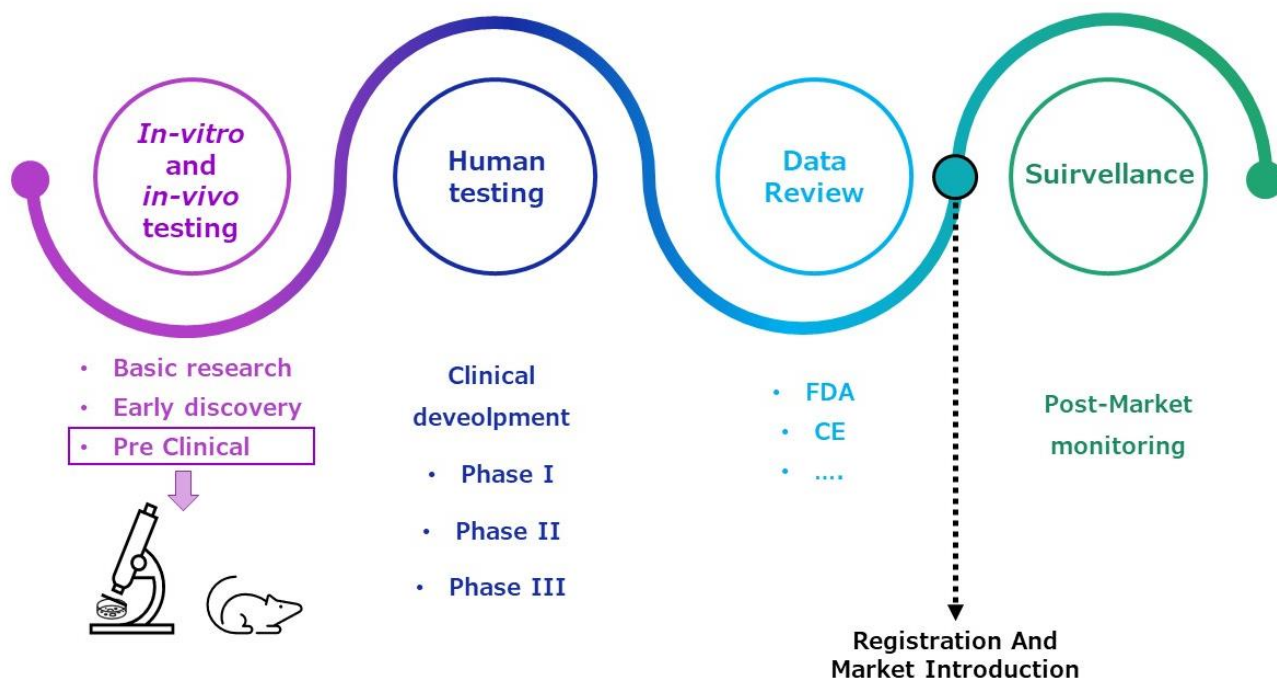 In-vitro
and
in-vivo
testing
Human
testing
Data
Review
Suirvellance
• Basic research
• Early discovery
• Pre Clinical
Clinical
deveolpment
• Phase I
• Phase II
• Phase III
• FDA
• CE
• ....
Post-Market
monitoring
Registration And
Market Introduction